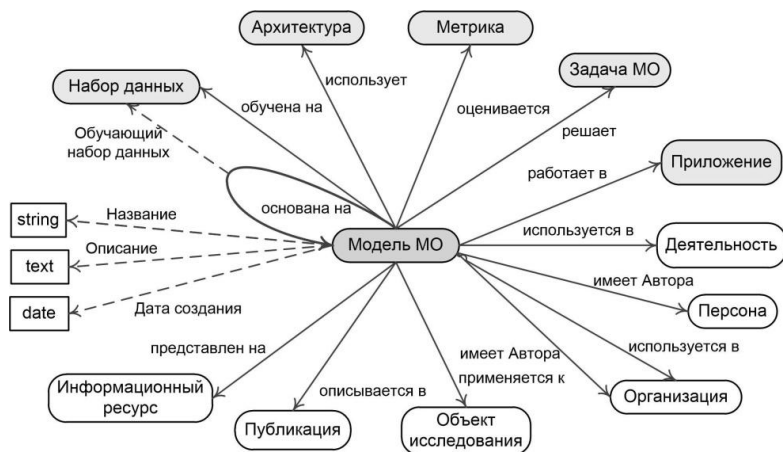 Архитектура
Метрика
Набор данных
использует
Задача МО
обучена на
оценивается
Обучающий
набор данных
решает
Приложение
работает в
string
Название
основана на
Модель МО
используется в
Деятельность
text
Описание
имеет Автора
Персона
date
Дата создания
представлен на
имеет Автора
используется в
Информационный
ресурс
описывается в
применяется к
Организация
Публикация
Объект
исследования